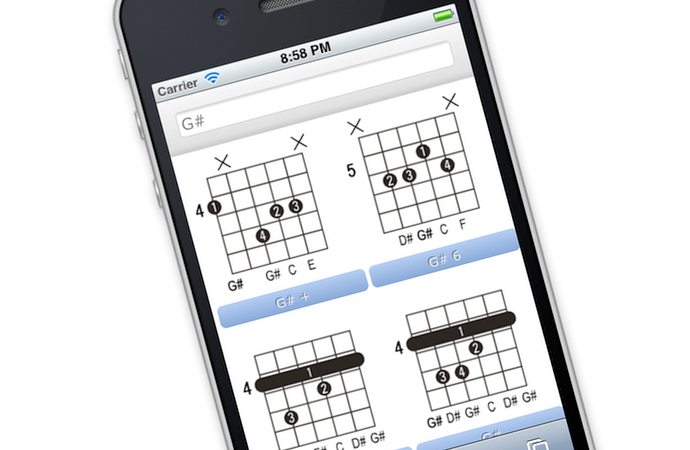 8:58 PM
Carrier
G#
X X
4 1 2 3 4
G# G# C E
G# +
X X
5 1 2 3 4
D# G# C F
G# 6
4 1 2 3
C D# G#
4 1 2 3 4
G# D# G# C D# G#
G#